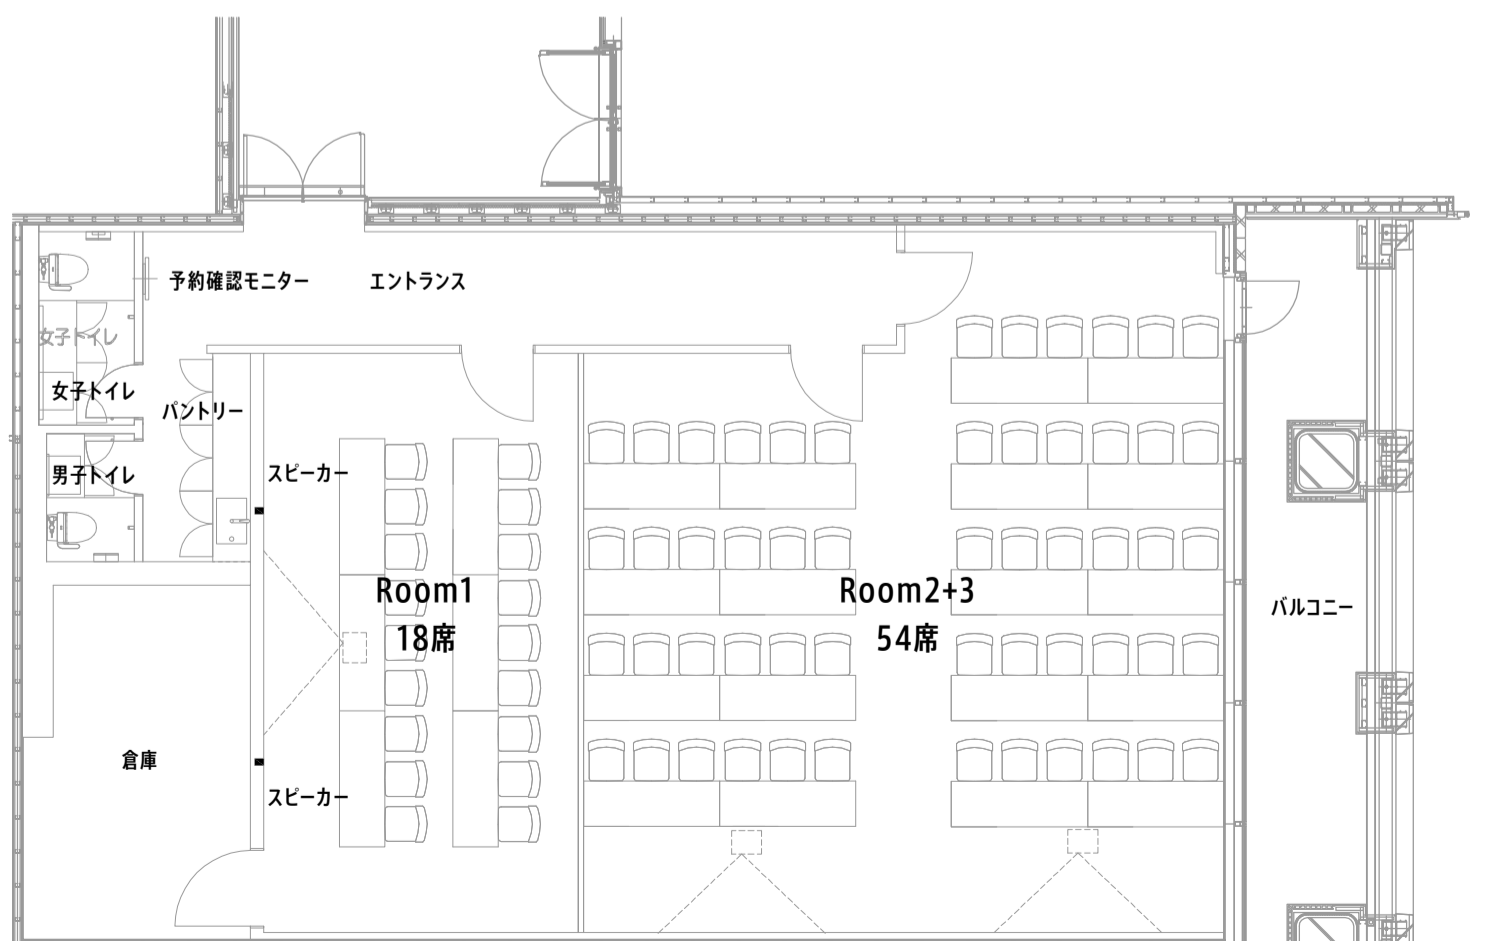 予約確認モニター
エントランス
女子トイレ
女子トイレ
パントリー
男子トイレ
スピーカー
Room1
18席
Room2+3
54席
バルコニー
倉庫
スピーカー